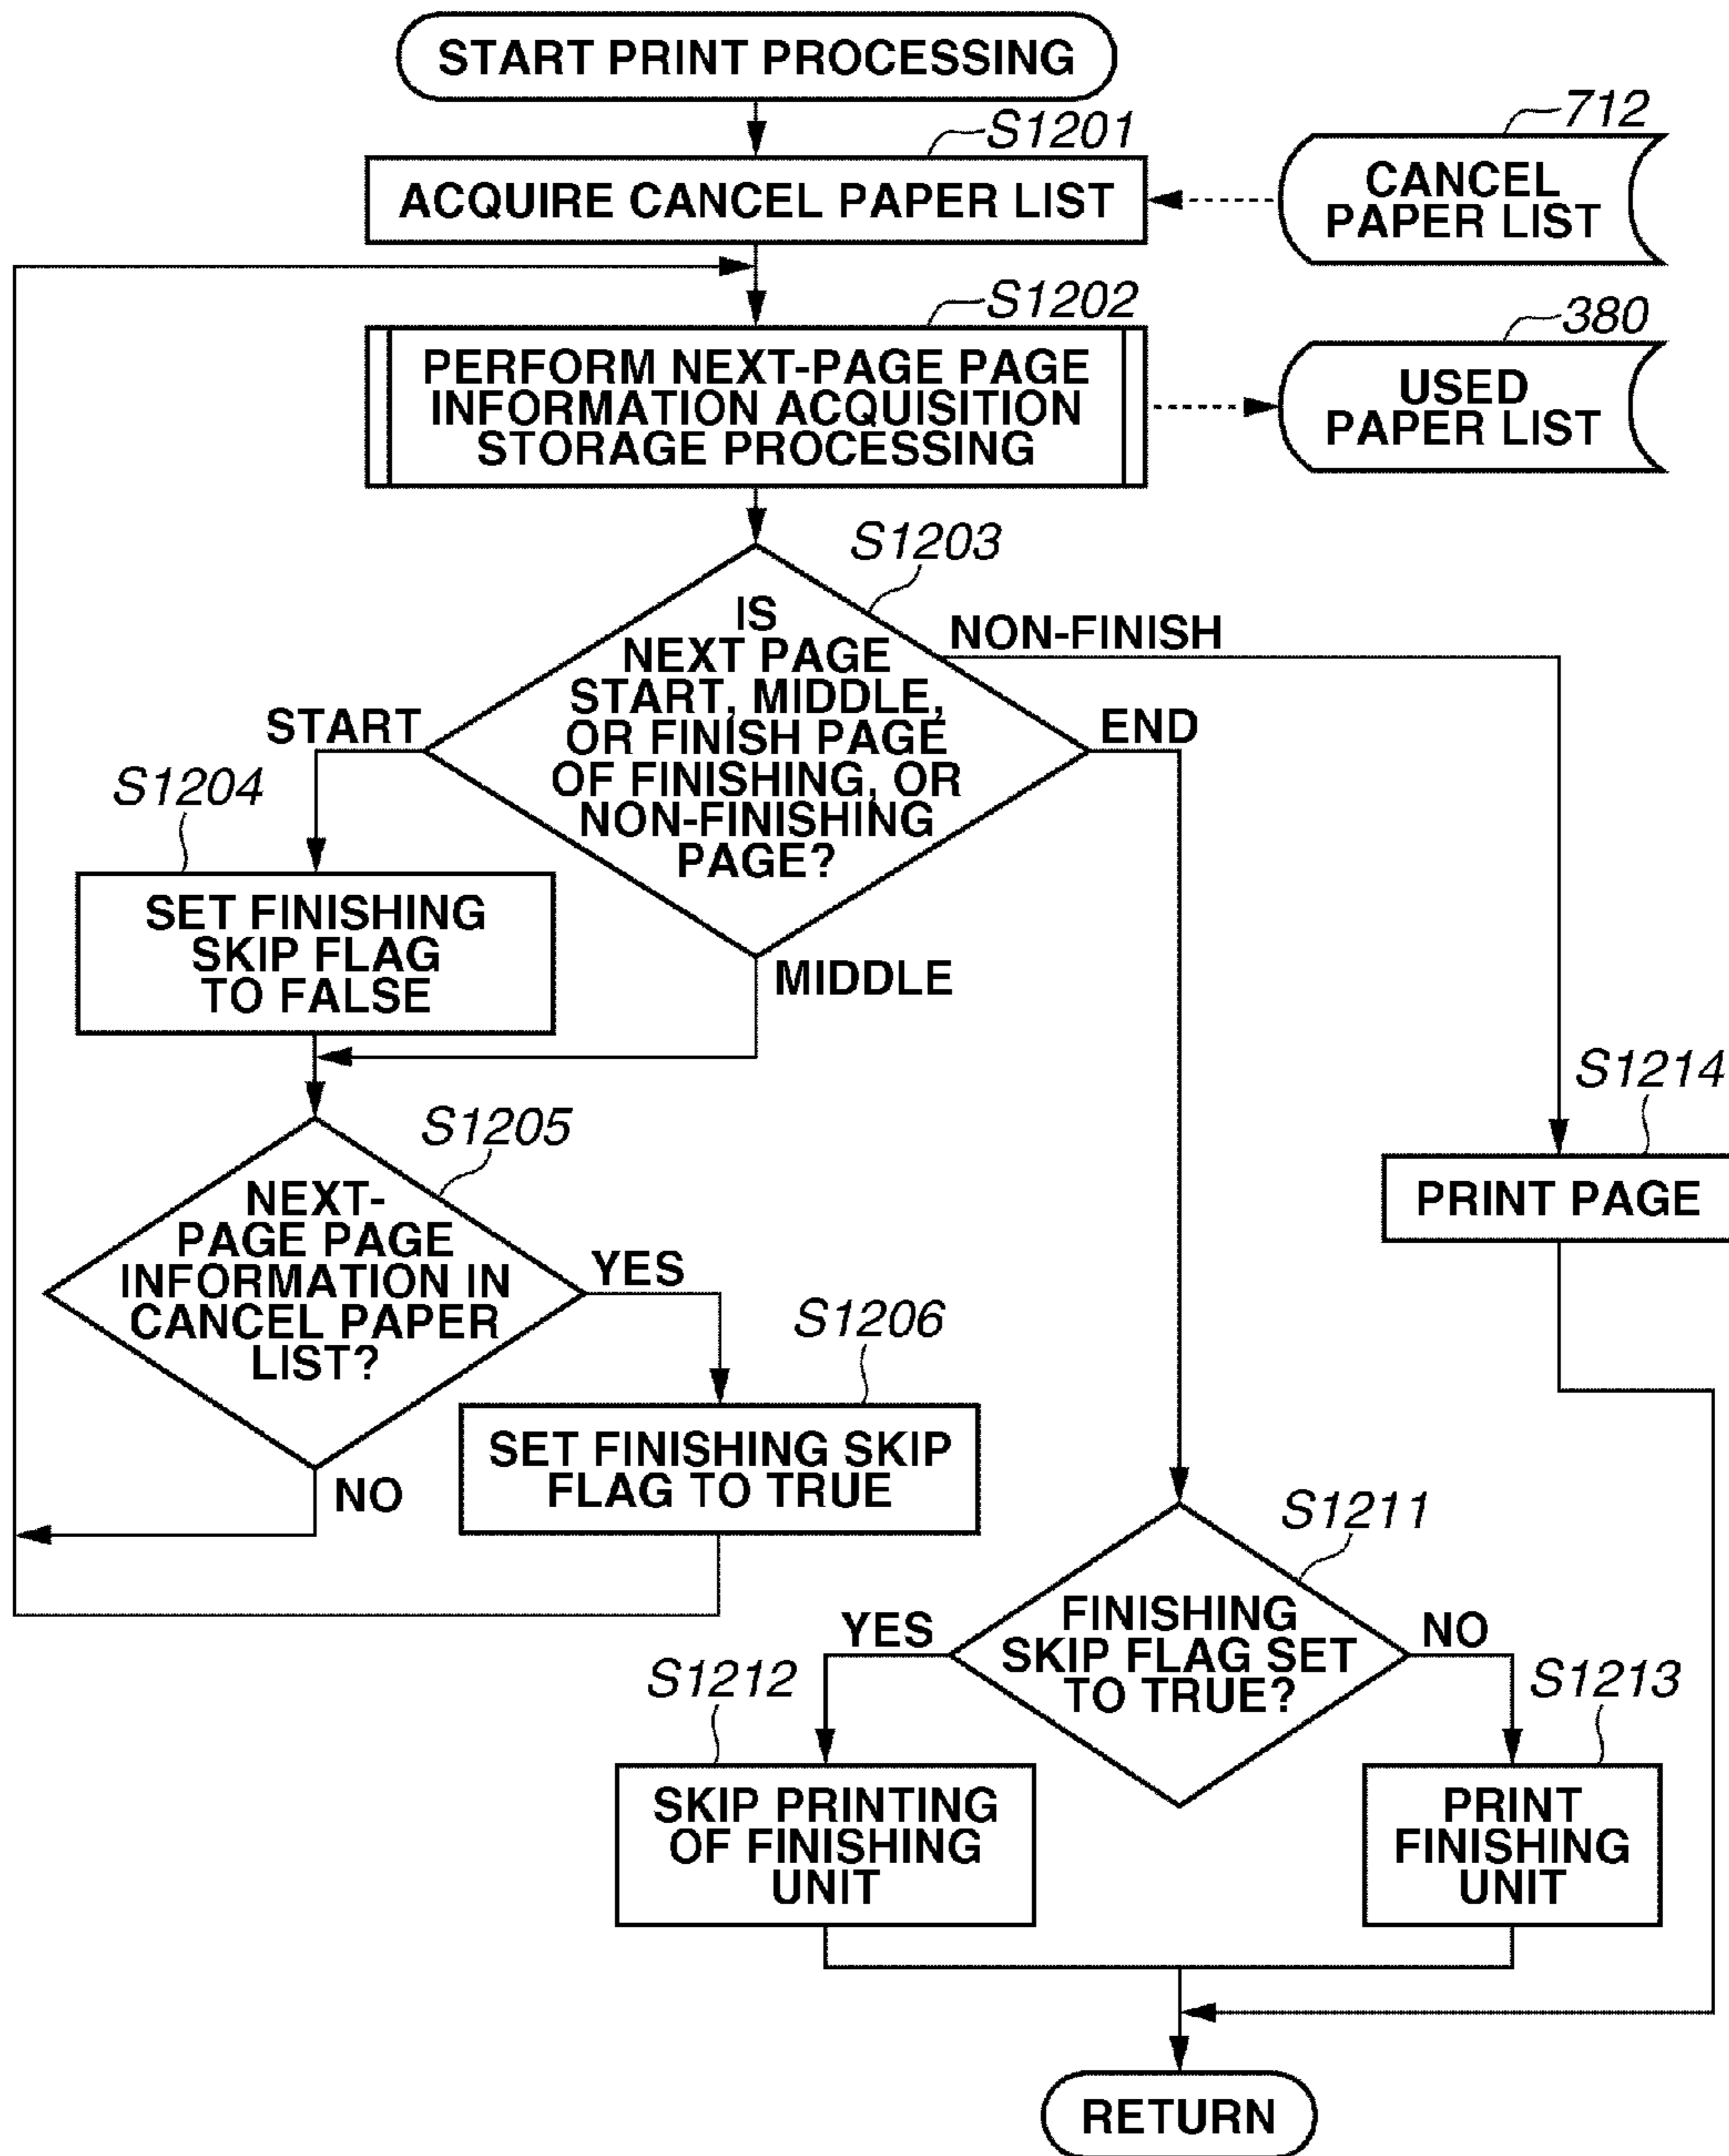 START PRINT PROCESSING
S1201
ACQUIRE CANCEL PAPER LIST
712
CANCEL
PAPER LIST
S1202
PERFORM NEXT-PAGE PAGE
INFORMATION ACQUISITION
STORAGE PROCESSING
380
USED
PAPER LIST
S1203
IS
NEXT PAGE
START, MIDDLE,
OR FINISH PAGE
OF FINISHING, OR
NON-FINISHING
PAGE?
NON-FINISH
START
END
MIDDLE
S1204
SET FINISHING
SKIP FLAG
TO FALSE
S1205
NEXT-
PAGE PAGE
INFORMATION IN
CANCEL PAPER
LIST?
YES
NO
S1206
SET FINISHING SKIP
FLAG TO TRUE
S1214
PRINT PAGE
S1211
FINISHING
SKIP FLAG SET
TO TRUE?
YES
NO
S1212
SKIP PRINTING
OF FINISHING
UNIT
S1213
PRINT
FINISHING
UNIT
RETURN